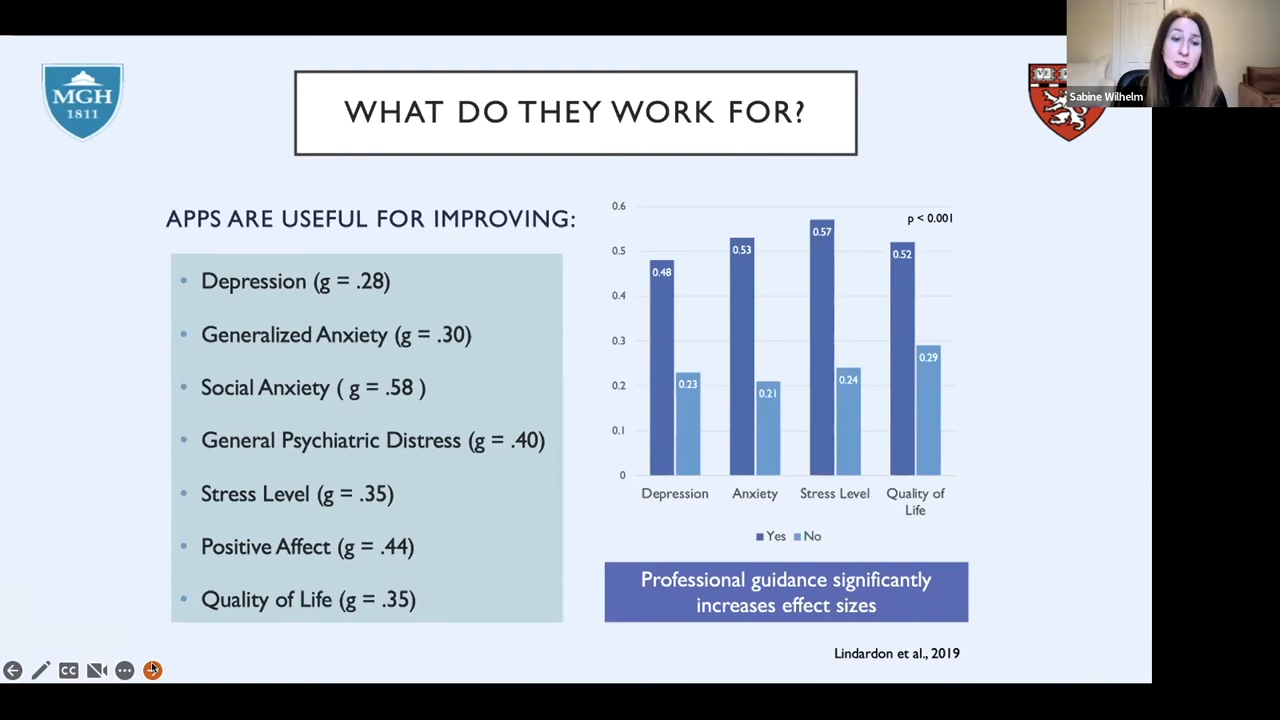 MGH
1811
WHAT DO THEY WORK FOR?
Sabine Wilhelm
APPS ARE USEFUL FOR IMPROVING:
• Depression (g = .28)
• Generalized Anxiety (g = .30)
• Social Anxiety ( g = .58 )
• General Psychiatric Distress (g = .40)
• Stress Level (g = .35)
• Positive Affect (g = .44)
• Quality of Life (g = .35)
p < 0.001
0.6
0.5
0.4
0.3
0.2
0.1
0
0.48
0.23
0.53
0.21
0.57
0.24
0.52
0.29
Depression
Anxiety
Stress Level
Quality of
Life
Yes No
Professional guidance significantly
increases effect sizes
Lindardon et al., 2019
CC